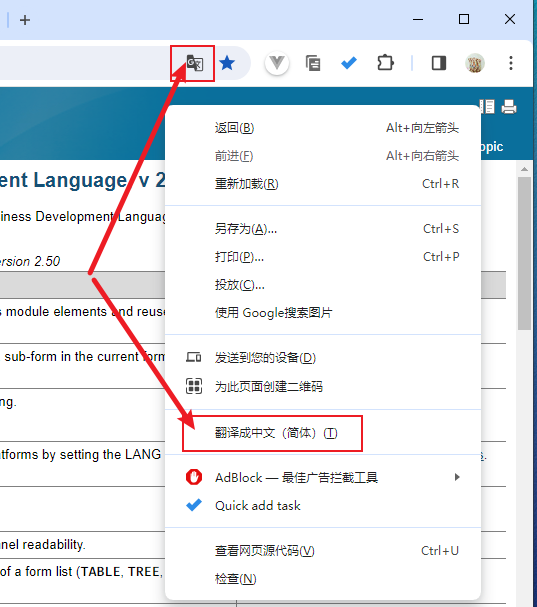 返回(B) Alt+向左箭头
前进(F) Alt+向右箭头
opic
重新加载(R) Ctrl+R
ent Language, v 2
siness Development Languag
另存为(A)... Ctrl+S
打印(P)... Ctrl+P
ersion 2.50
投放(C)...
使用 Google搜索图片
s module elements and reuse
sub-form in the current form
发送到您的设备(D)
为此页面创建二维码
ng.
翻译成中文（简体）(T)
atforms by setting the LANG
s.
AdBlock — 最佳广告拦截工具
Quick add task
nel readability.
查看网页源代码(V) Ctrl+U
of a form list (TABLE, TREE,
检查(N)